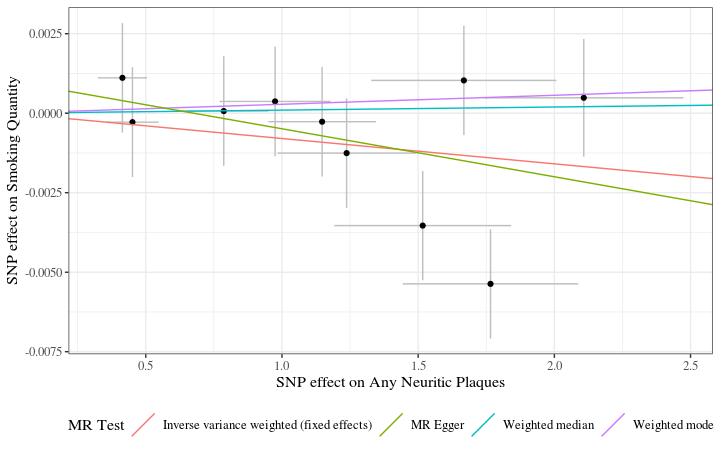 0.0025
0.0000
-0.0025
-0.0050
-0.0075
SNP effect on Smoking Quantity
0.5 1.0 1.5 2.0 2.5
SNP effect on Any Neuritic Plaques
MR Test Inverse variance weighted (fixed effects) MR Egger Weighted median Weighted mode